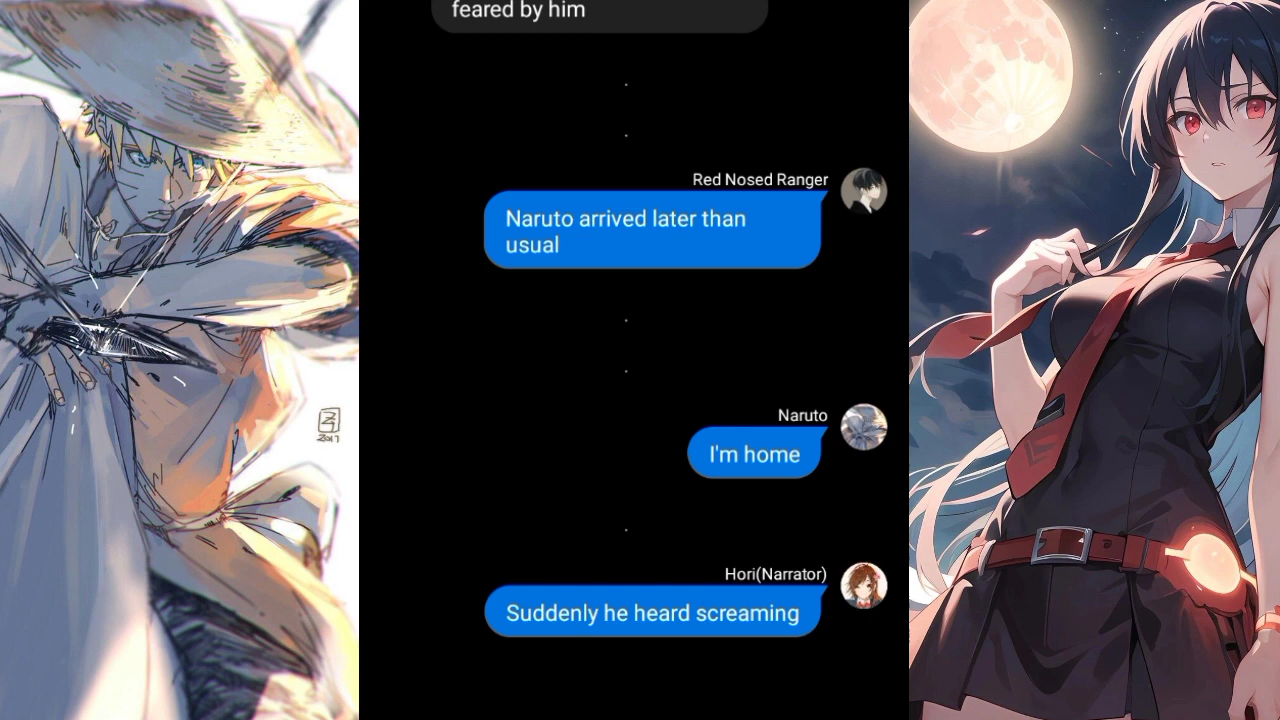 feared by him
Red Nosed Ranger
Naruto arrived later than
usual
Naruto
I'm home
Hori(Narrator)
Suddenly he heard screaming
2017